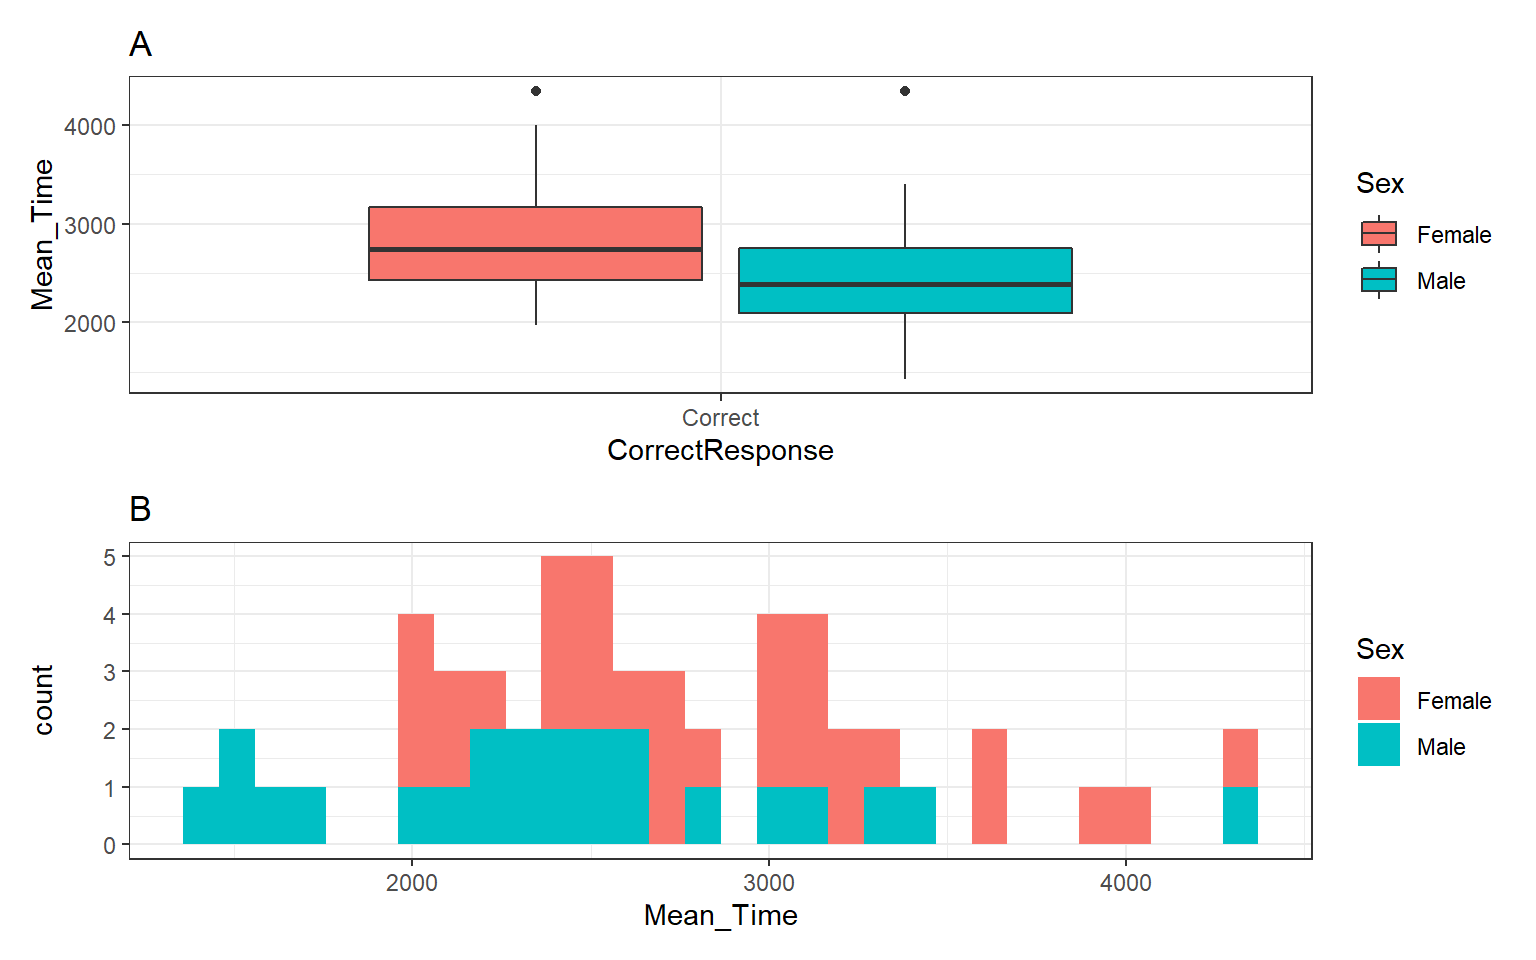 A
4000
3000
2000
Mean_Time
Correct
CorrectResponse
Sex
Female
Male
B
5
4
3
2
1
0
count
2000 3000 4000
Mean_Time
Sex
Female
Male